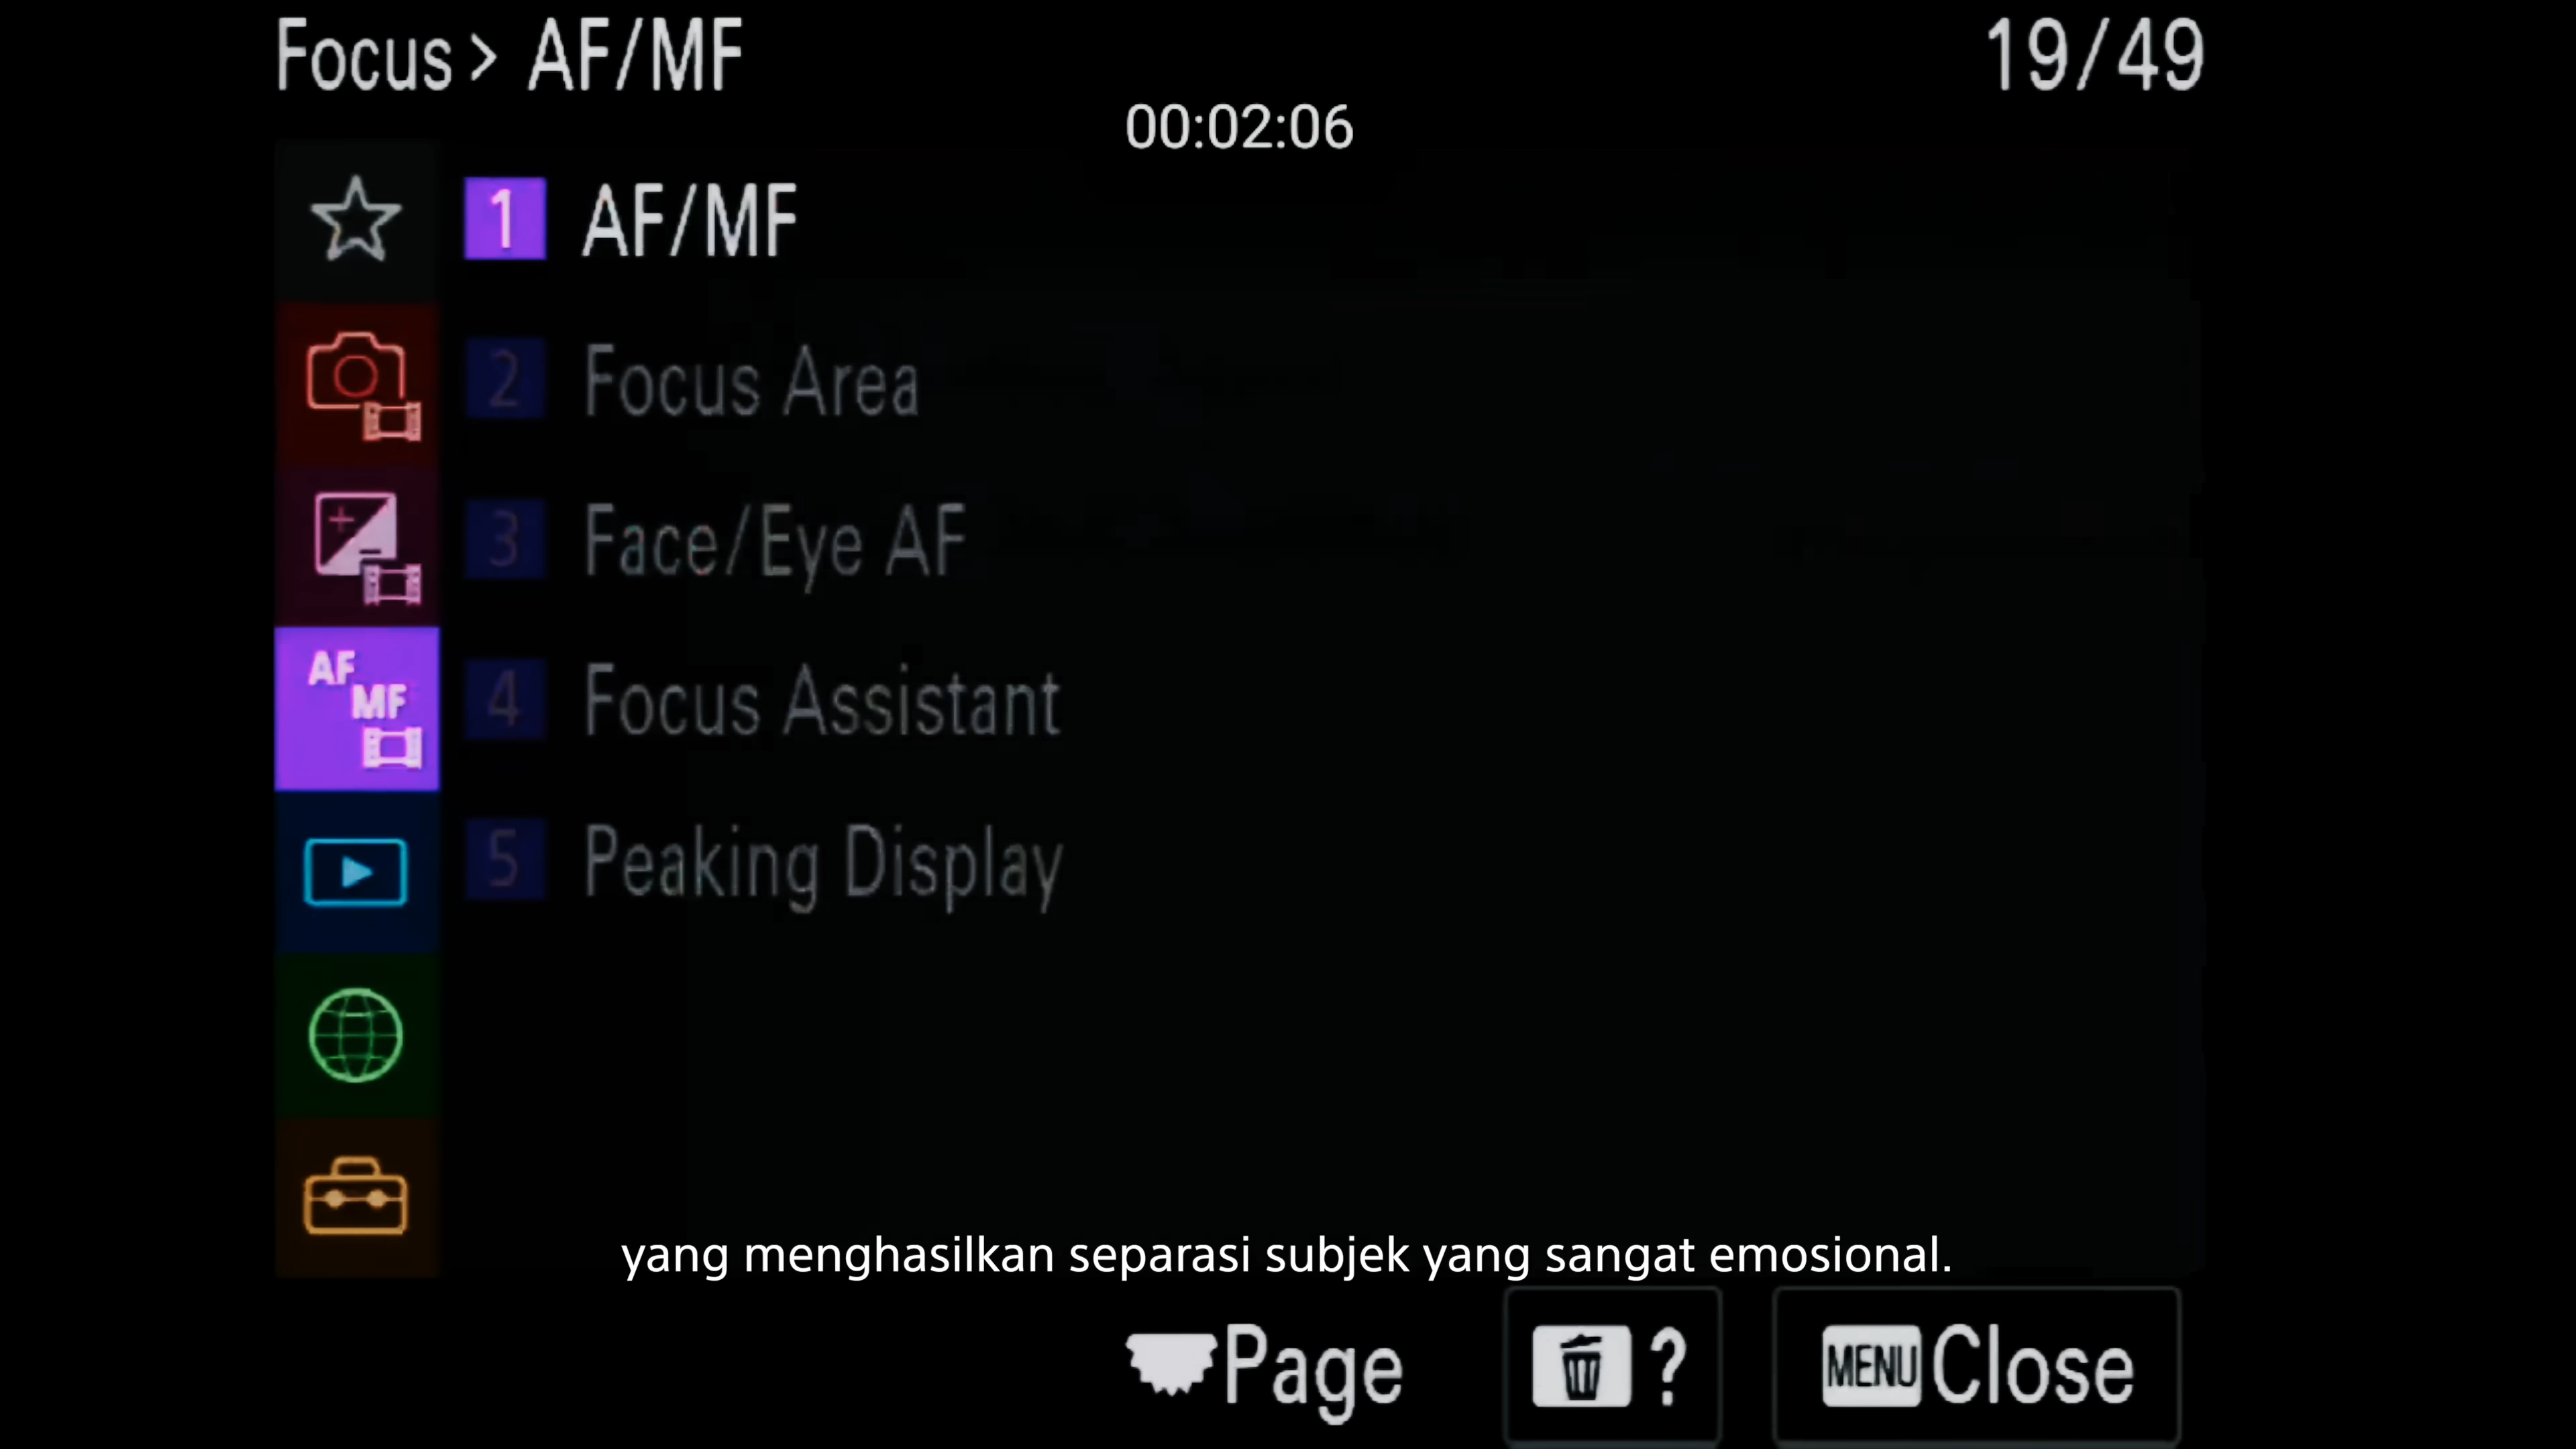 Focus > AF/MF
19/49
00:02:06
1 AF/MF
2 Focus Area
3 Face/Eye AF
AF MF
4 Focus Assistant
5 Peaking Display
yang menghasilkan separasi subjek yang sangat emosional.
Page
?
MENU Close